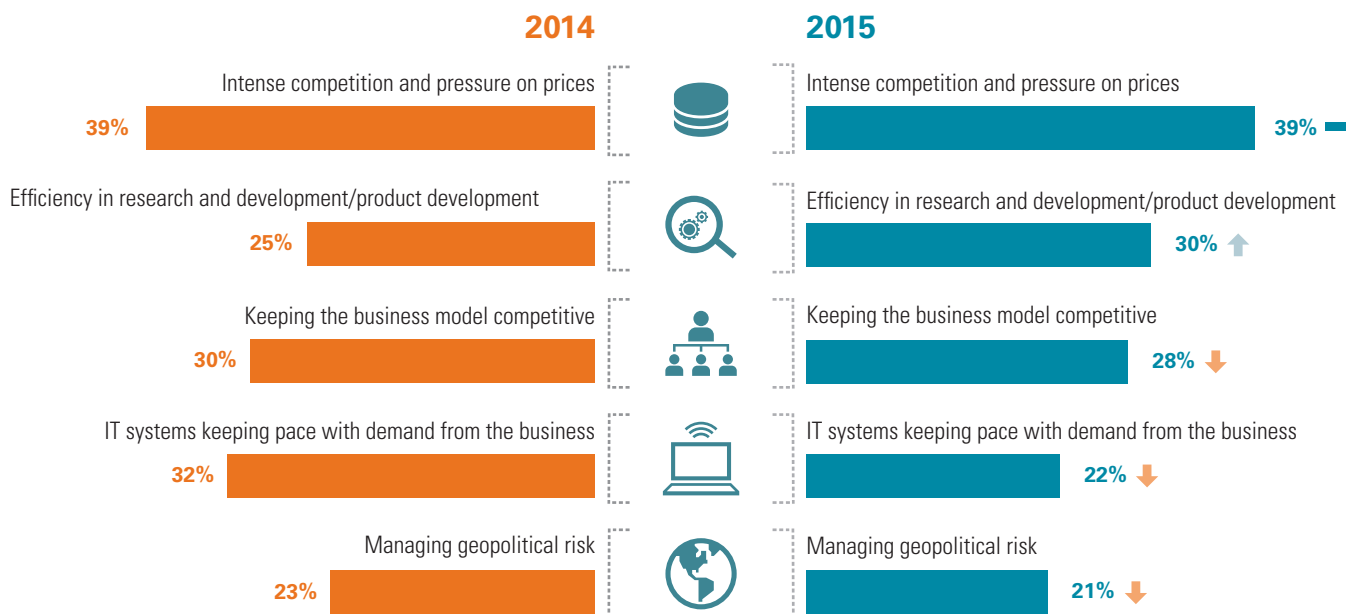 2014
2015
Intense competition and pressure on prices
39%
Intense competition and pressure on prices
39%
Efficiency in research and development/product development
25%
Efficiency in research and development/product development
30%
Keeping the business model competitive
30%
Keeping the business model competitive
28%
IT systems keeping pace with demand from the business
32%
IT systems keeping pace with demand from the business
22%
Managing geopolitical risk
23%
Managing geopolitical risk
21%